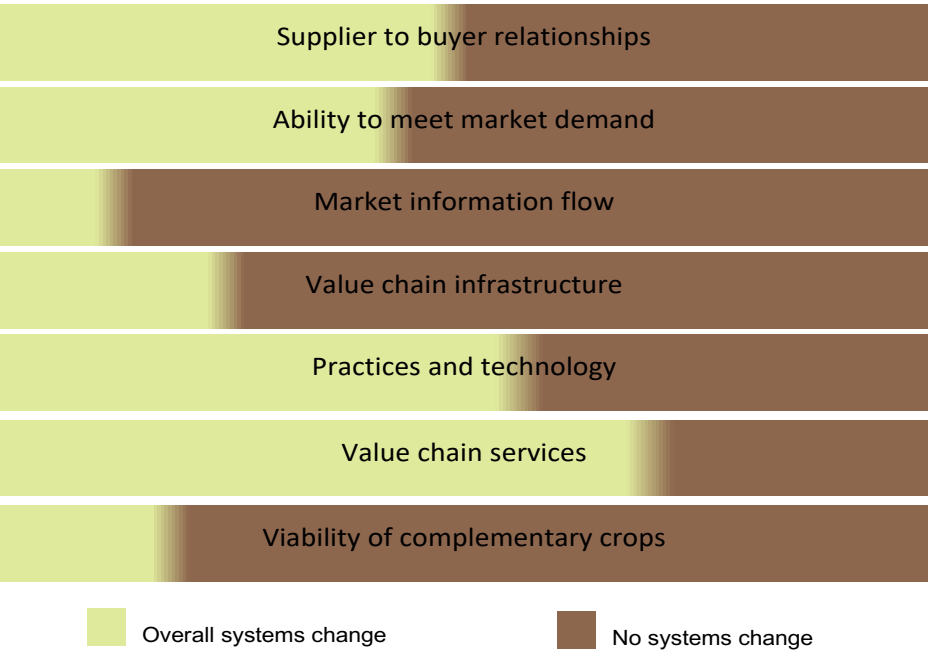 Supplier to buyer relationships
Ability to meet market demand
Market information flow
Value chain infrastructure
Practices and technology
Value chain services
Viability of complementary crops
Overall systems change
No systems change